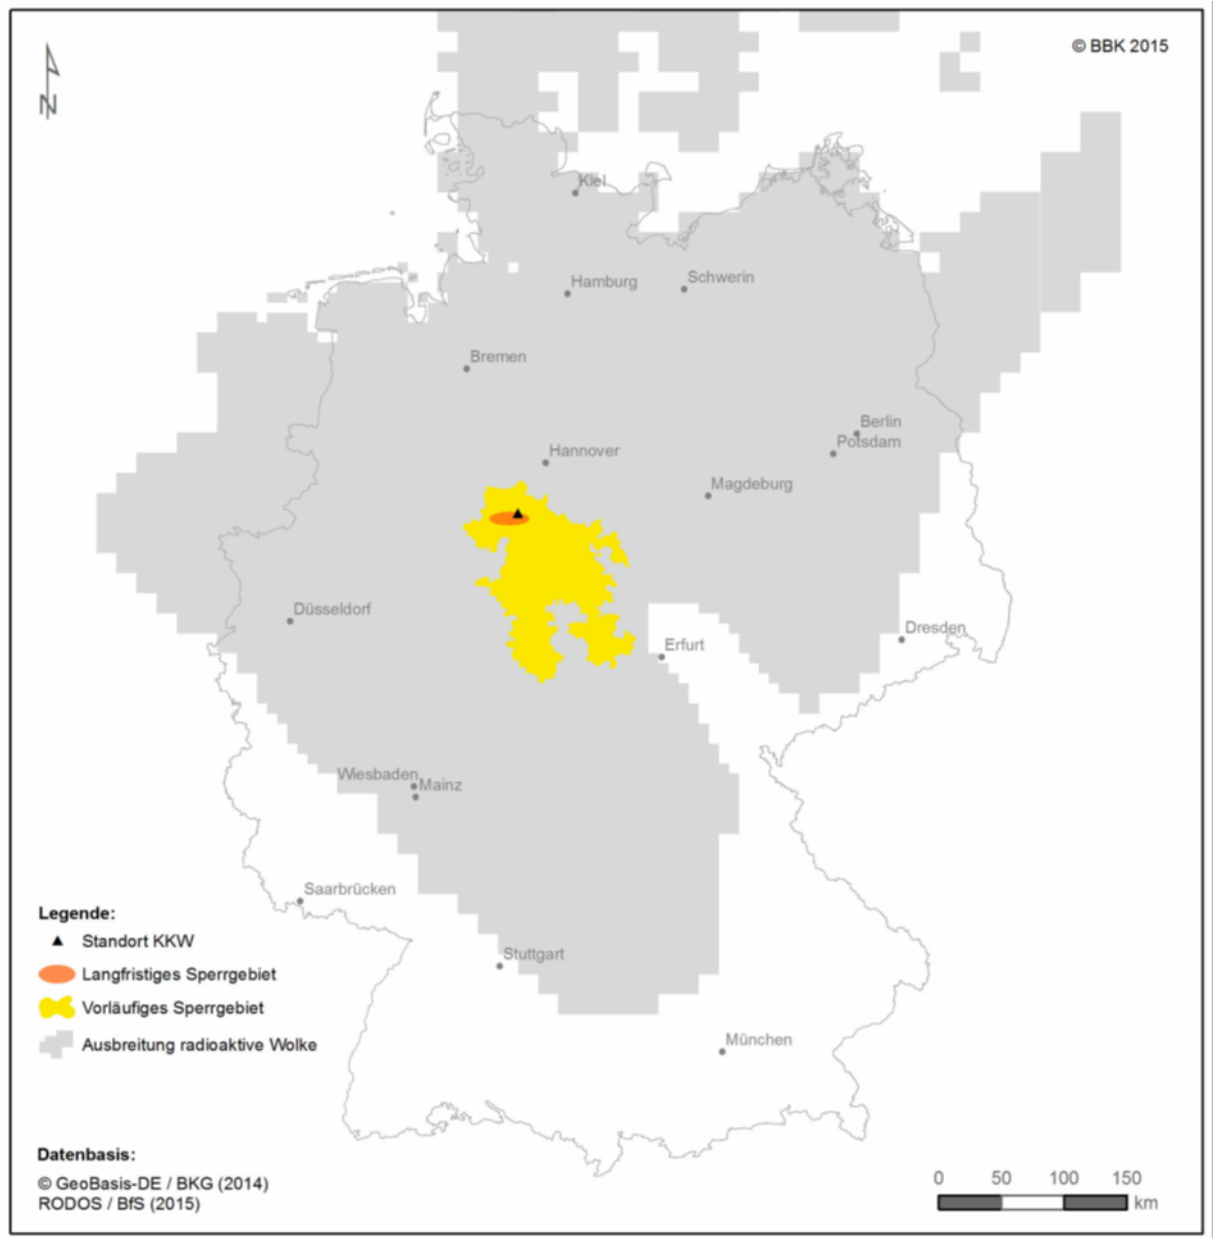 © BBK 2015
N
Kiel
Hamburg
Schwerin
Bremen
Berlin
Potsdam
Hannover
Magdeburg
Düsseldorf
Dresden
Erfurt
Wiesbaden
Mainz
Saarbrücken
Stuttgart
München
Legende:
Standort KKW
Langfristiges Sperrgebiet
Vorläufiges Sperrgebiet
Ausbreitung radioaktive Wolke
Datenbasis:
© GeoBasis-DE / BKG (2014)
RODOS / BfS (2015)
0 50 100 150
km